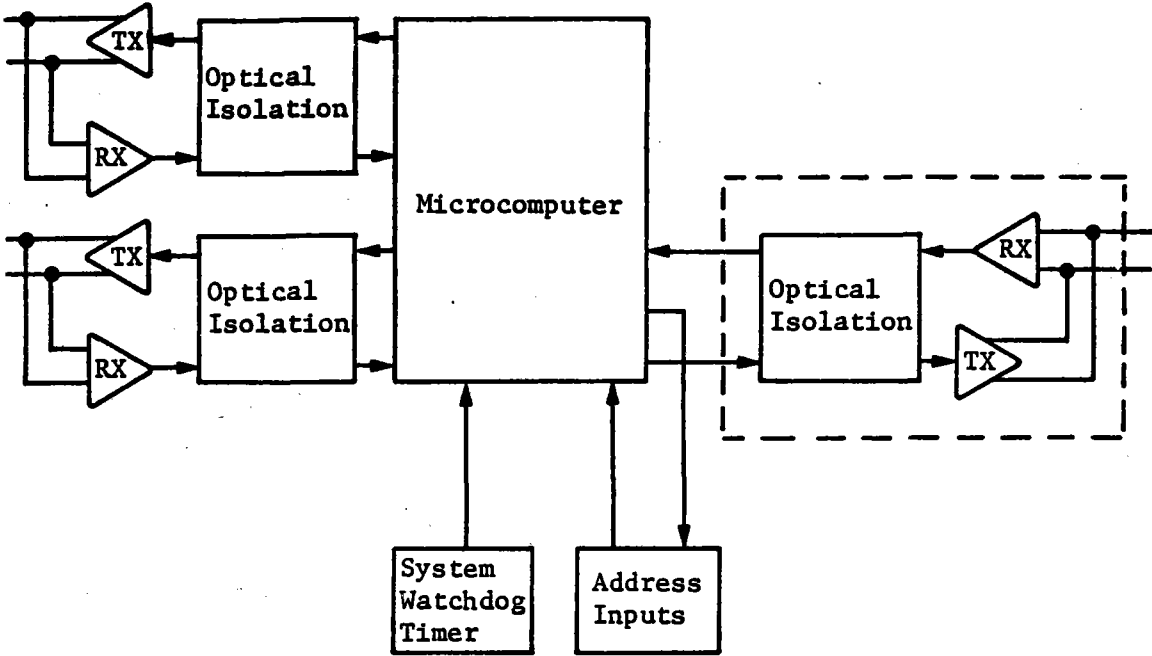 TX
Optical
Isolation
RX
Microcomputer
TX
Optical
Isolation
RX
Optical
Isolation
RX
TX
System
Watchdog
Timer
Address
Inputs